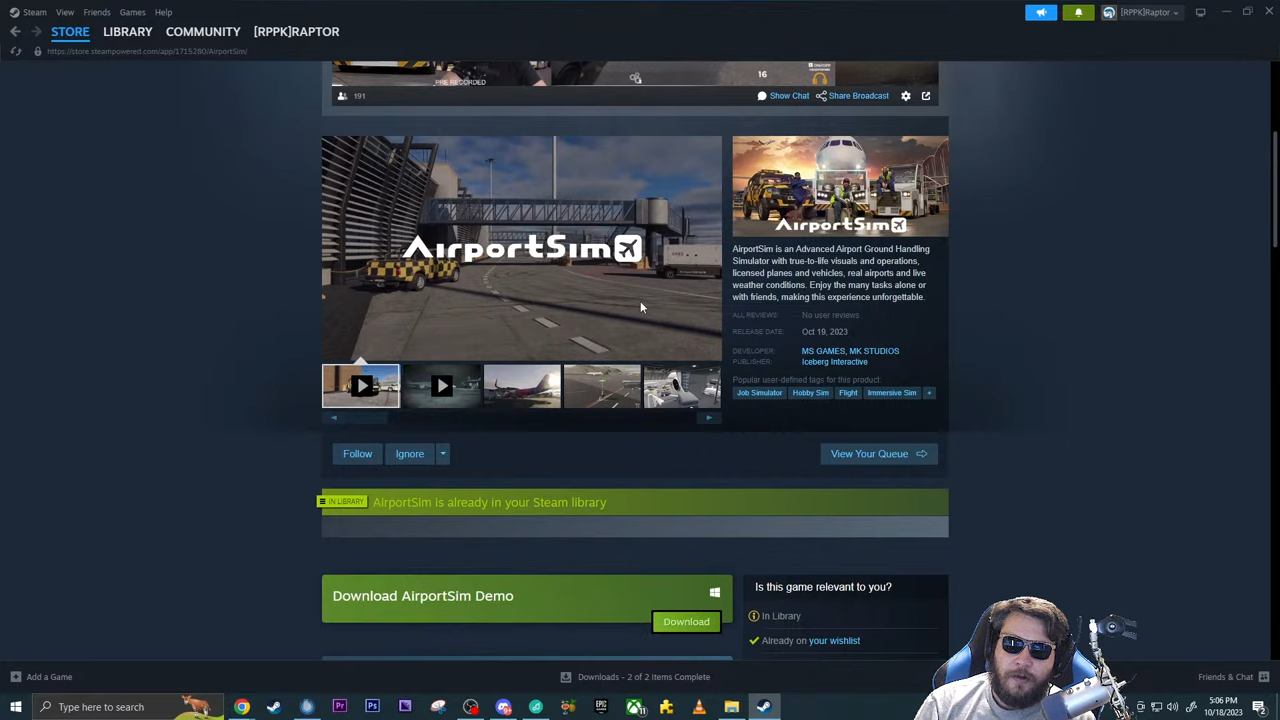 Steam View Friends Games Help
[RPPK]Raptor
STORE LIBRARY COMMUNITY [RPPK]RAPTOR
https://store.steampowered.com/app/1715280/AirportSim/
PRE RECORDED
16
191
Show Chat Share Broadcast
AirportSim
AirportSim
AirportSim is an Advanced Airport Ground Handling
Simulator with true-to-life visuals and operations,
licensed planes and vehicles, real airports and live
weather conditions. Enjoy the many tasks alone or
with friends, making this experience unforgettable.
ALL REVIEWS: No user reviews
RELEASE DATE: Oct 19, 2023
DEVELOPER: MS GAMES, MK STUDIOS
PUBLISHER: Iceberg Interactive
Popular user-defined tags for this product:
Job Simulator Hobby Sim Flight Immersive Sim +
Follow Ignore View Your Queue
IN LIBRARY AirportSim is already in your Steam library
Download AirportSim Demo
Download
Is this game relevant to you?
In Library
Already on your wishlist
Add a Game Downloads - 2 of 2 Items Complete Friends & Chat
Type here to search
11
5:06 PM
10/18/2023
2